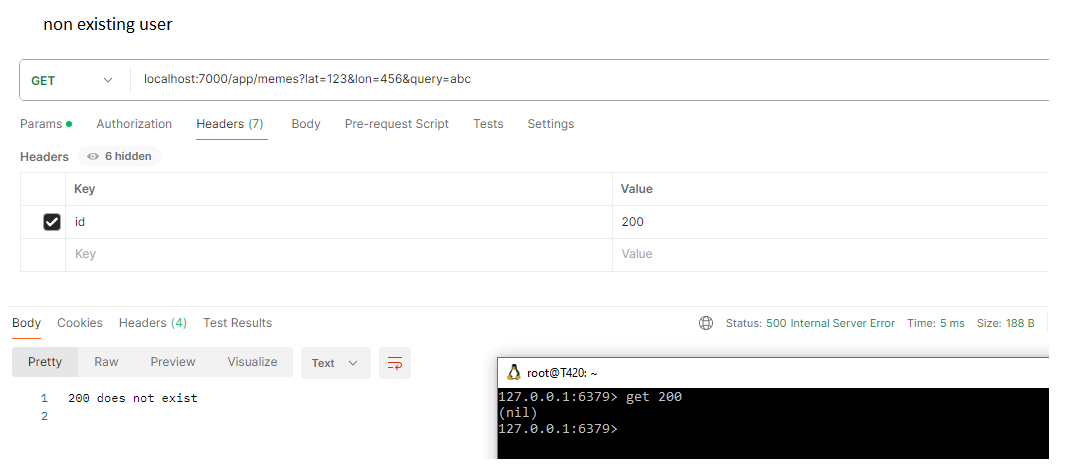 non existing user
GET localhost:7000/app/memes?lat=123&lon=456&query=abc
Params Authorization Headers (7) Body Pre-request Script Tests Settings
Headers 6 hidden
Key Value
id 200
Key Value
Body Cookies Headers (4) Test Results Status: 500 Internal Server Error Time: 5 ms Size: 188 B
Pretty Raw Preview Visualize Text
1 200 does not exist
2
root@T420: ~
127.0.0.1:6379> get 200
(nil)
127.0.0.1:6379>